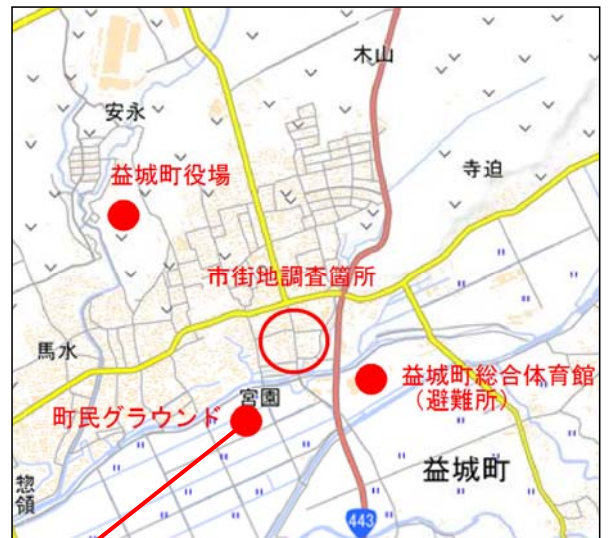 木山
安永
寺迫
益城町役場
市街地調査箇所
馬水
益城町総合体育館
(避難所)
宮園
町民グラウンド
益城町
惣領
443